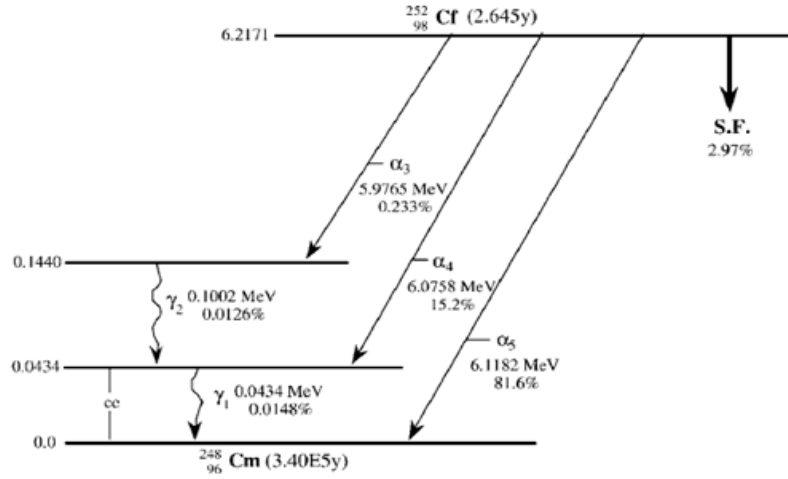 252
98 Cf (2.645y)
6.2171
S.F.
2.97%
α3
5.9765 MeV
0.233%
0.1440
α4
6.0758 MeV
15.2%
γ2 0.1002 MeV
0.0126%
α5
6.1182 MeV
81.6%
0.0434
ce
γ1 0.0434 MeV
0.0148%
0.0
248
96 Cm (3.40E5y)